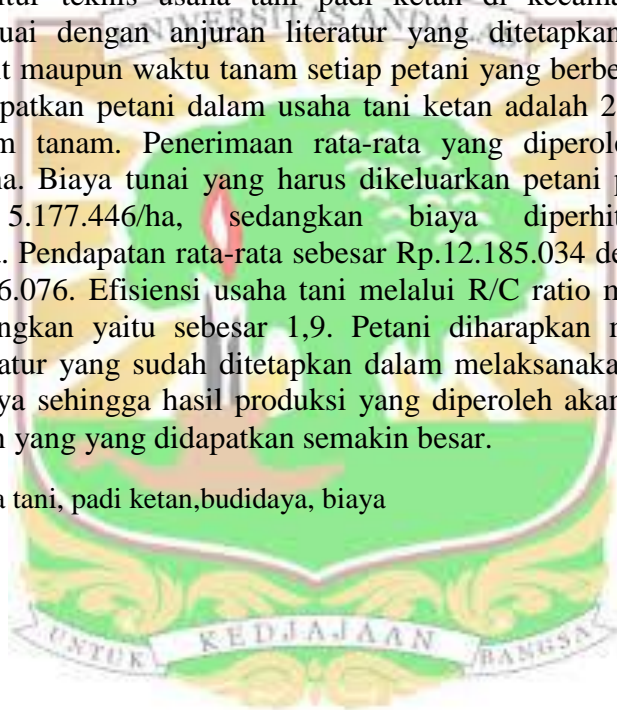 tur teknis usaha tani padi ketan di kecama
UNIVERSITAS ANDALAS
uai dengan anjuran literatur yang ditetapkan
t maupun waktu tanam setiap petani yang berbe
patkan petani dalam usaha tani ketan adalah 2
m tanam. Penerimaan rata-rata yang diperol
na. Biaya tunai yang harus dikeluarkan petani p
5.177.446/ha, sedangkan biaya diperhit
. Pendapatan rata-rata sebesar Rp.12.185.034 de
6.076. Efisiensi usaha tani melalui R/C ratio m
ngkan yaitu sebesar 1,9. Petani diharapkan m
atur yang sudah ditetapkan dalam melaksanaka
ya sehingga hasil produksi yang diperoleh akan
n yang yang didapatkan semakin besar.
a tani, padi ketan,budidaya, biaya
UNTUK KEDJAJAAN BANGSA